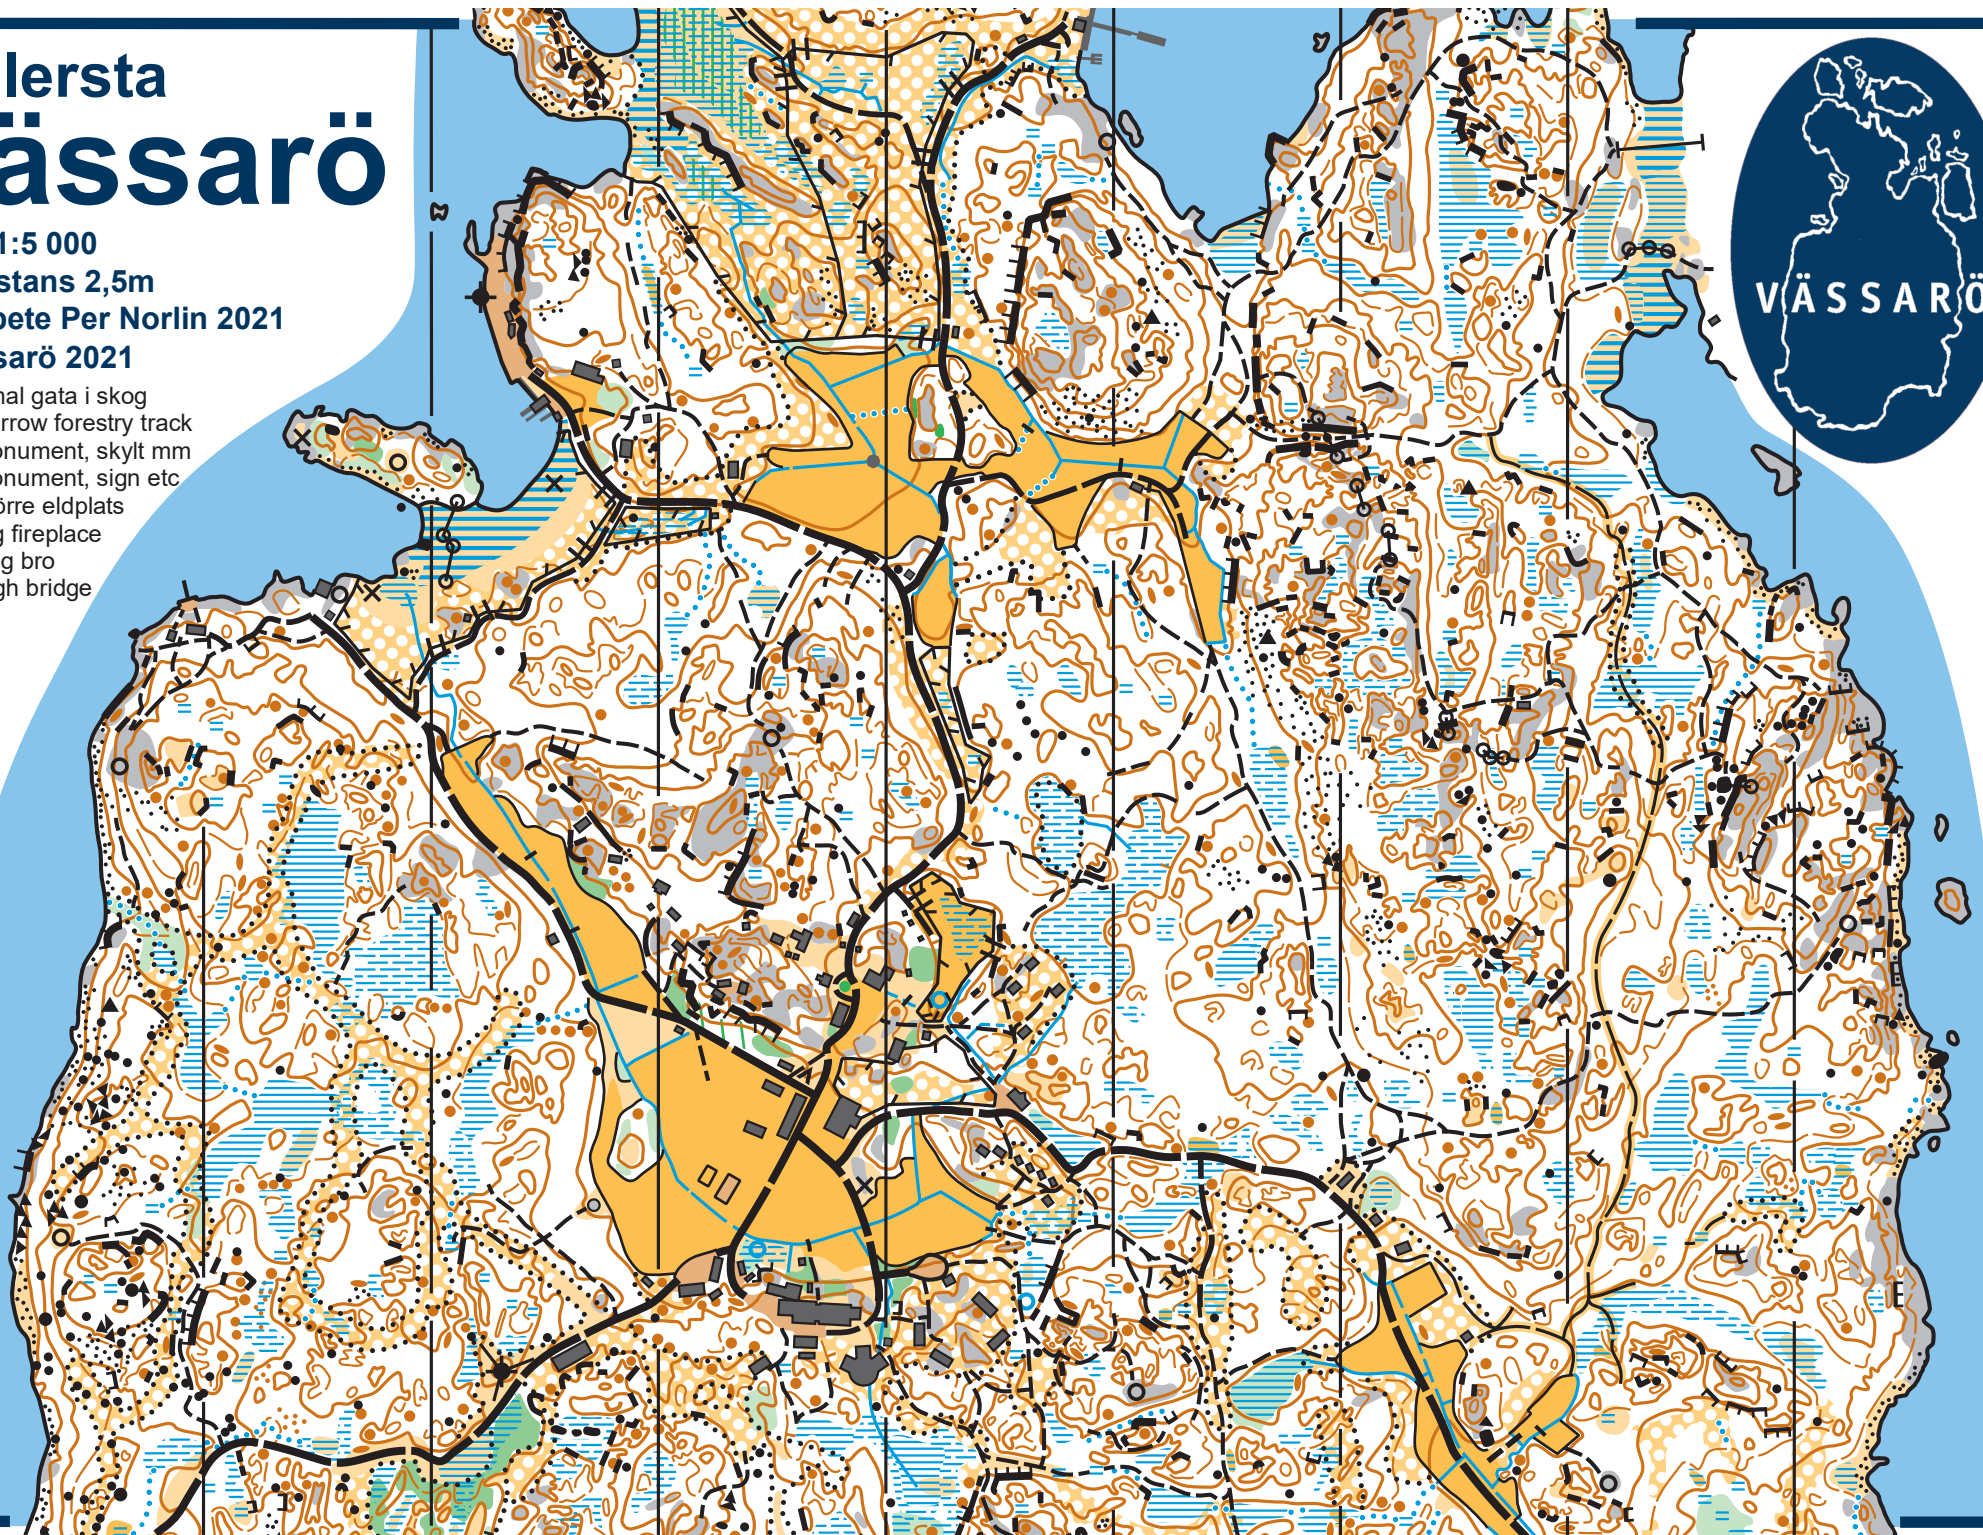 lersta
ässarö
1:5 000
stans 2,5m
bete Per Norlin 2021
sarö 2021
nal gata i skog
rrow forestry track
onument, skylt mm
onument, sign etc
örre eldplats
g fireplace
g bro
gh bridge
VÄSSARÖ